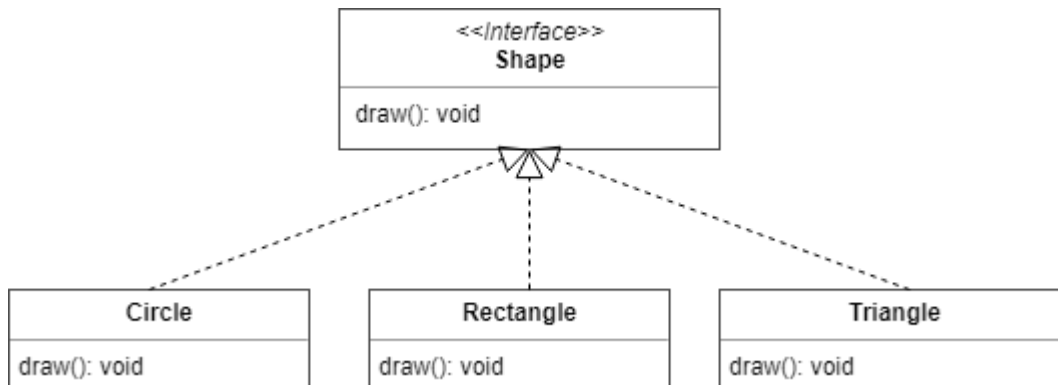 <<Interface>>
Shape
draw(): void
Circle
draw(): void
Rectangle
draw(): void
Triangle
draw(): void